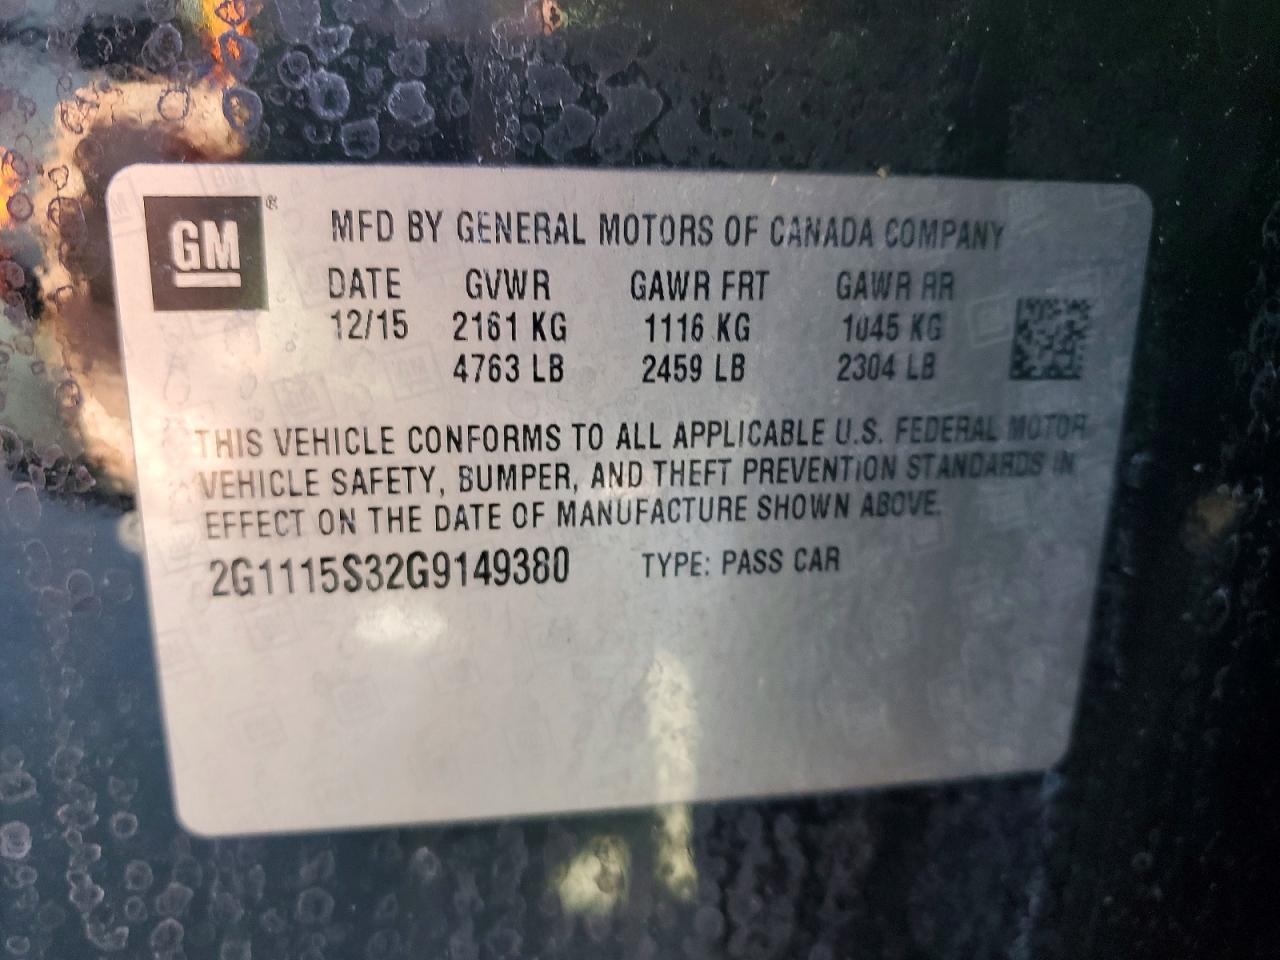 GM ®
MFD BY GENERAL MOTORS OF CANADA COMPANY
DATE GVWR GAWR FRT GAWR RR
12/15 2161 KG 1116 KG 1045 KG
4763 LB 2459 LB 2304 LB
THIS VEHICLE CONFORMS TO ALL APPLICABLE U.S. FEDERAL MOTOR
VEHICLE SAFETY, BUMPER, AND THEFT PREVENTION STANDARDS IN
EFFECT ON THE DATE OF MANUFACTURE SHOWN ABOVE.
2G1115S32G9149380 TYPE: PASS CAR